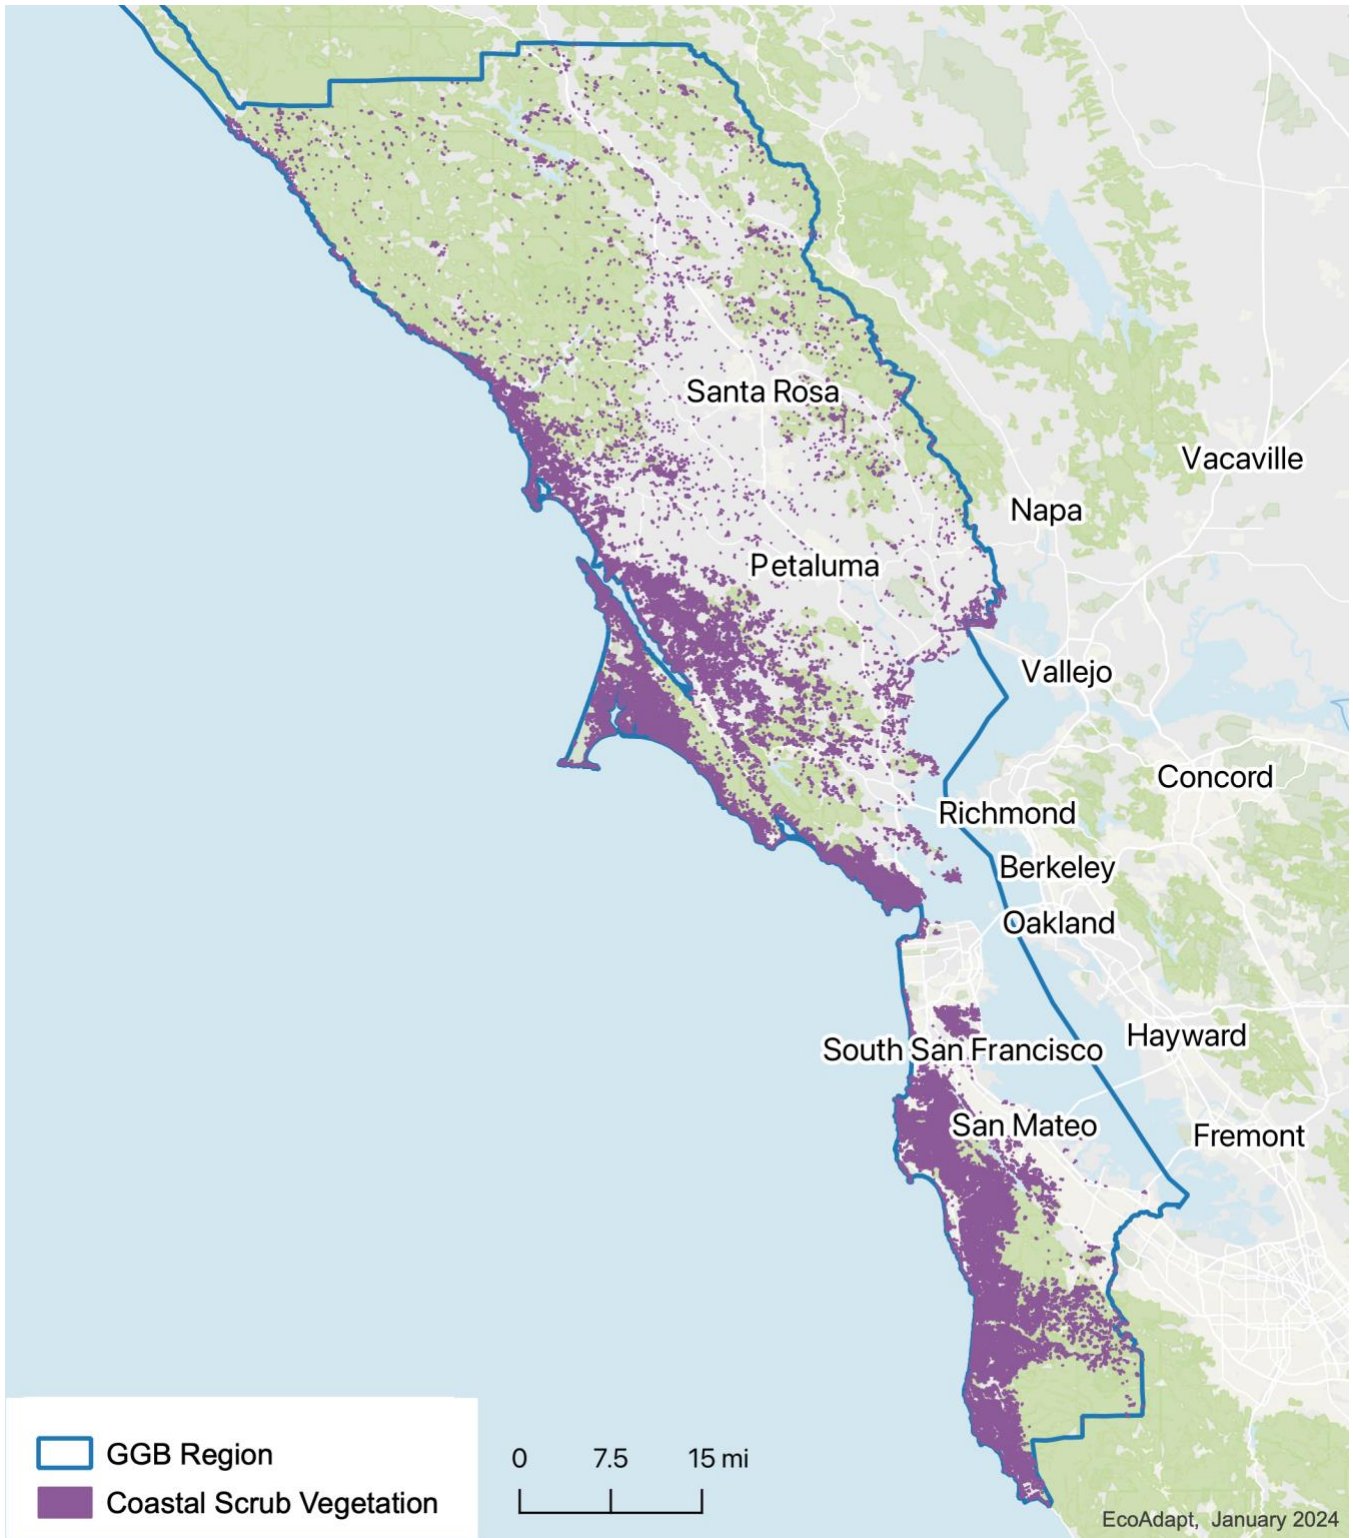 Santa Rosa
Vacaville
Napa
Petaluma
Vallejo
Concord
Richmond
Berkeley
Oakland
Hayward
South San Francisco
San Mateo
Fremont
GGB Region
Coastal Scrub Vegetation
0 7.5 15 mi
EcoAdapt, January 2024